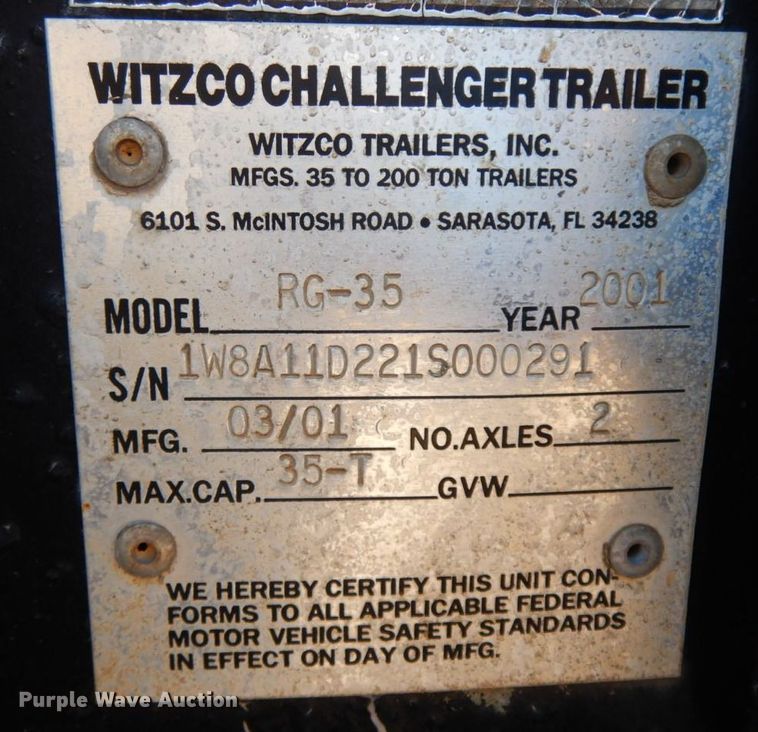 WITZCO CHALLENGER TRAILER
WITZCO TRAILERS, INC.
MFGS. 35 TO 200 TON TRAILERS
6101 S. McINTOSH ROAD • SARASOTA, FL 34238
MODEL RG-35 YEAR 2001
S/N 1W8A11D221S000291
MFG. 03/01 NO. AXLES 2
MAX.CAP. 35-T GVW
WE HEREBY CERTIFY THIS UNIT CON-
FORMS TO ALL APPLICABLE FEDERAL
MOTOR VEHICLE SAFETY STANDARDS
IN EFFECT ON DAY OF MFG.
Purple Wave Auction